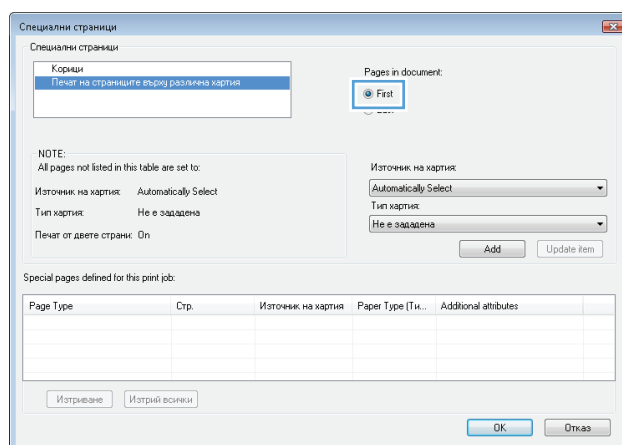 Специални страници
Специални страници
Корици
Печат на страниците върху различна хартия
Pages in document:
First
NOTE:
All pages not listed in this table are set to:
Източник на хартия: Automatically Select
Тип хартия: Не е зададена
Печат от двете страни: On
Източник на хартия:
Automatically Select
Тип хартия:
Не е зададена
Add Update item
Special pages defined for this print job:
Page Type Стр. Източник на хартия Paper Type (Ти... Additional attributes
Изтриване Изтрий всички
OK Отказ